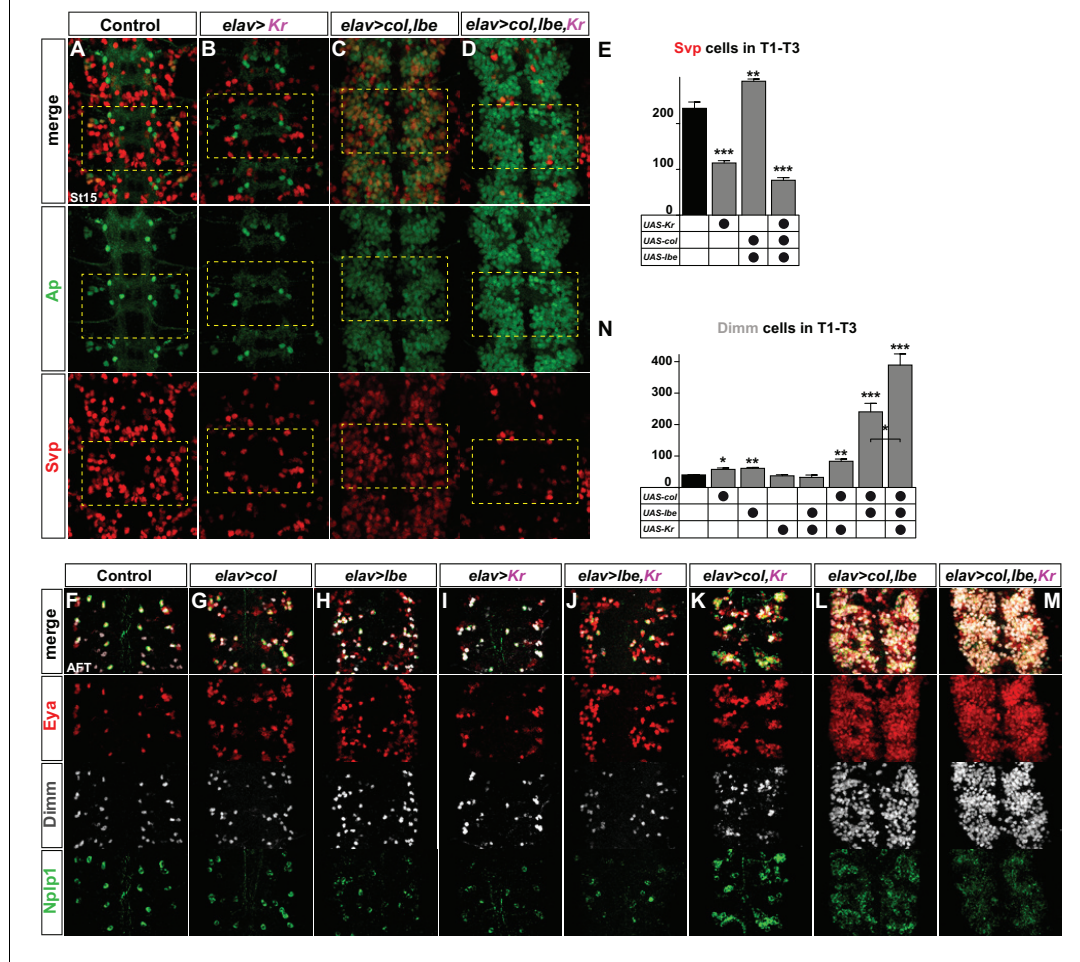 Control
elav> Kr
elav>col,lbe
elav>col,lbe,Kr
merge
A
B
C
D
St15
Ap
Svp
E
Svp cells in T1-T3
200
100
0
***
**
***
UAS-Kr
UAS-col
UAS-lbe
N
Dimm cells in T1-T3
400
300
200
100
0
*
**
**
***
*
***
UAS-col
UAS-lbe
UAS-Kr
Control
elav>col
elav>lbe
elav>Kr
elav>lbe,Kr
elav>col,Kr
elav>col,lbe
elav>col,lbe,Kr
merge
F
G
H
I
J
K
L
M
AFT
Eya
Dimm
Nplp1